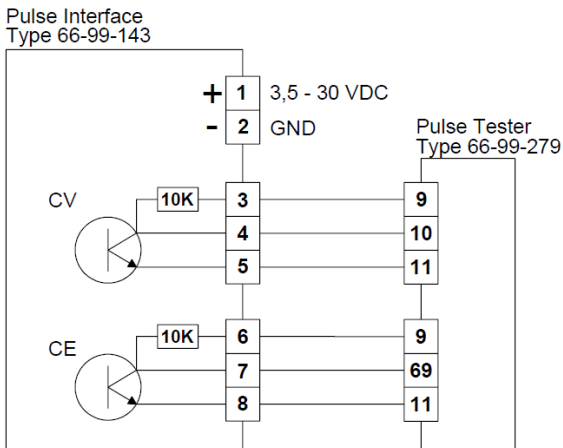 Pulse Interface
Type 66-99-143
+ 1 3,5 - 30 VDC
- 2 GND
Pulse Tester
Type 66-99-279
CV 10K 3 9
4 10
5 11
CE 10K 6 9
7 69
8 11